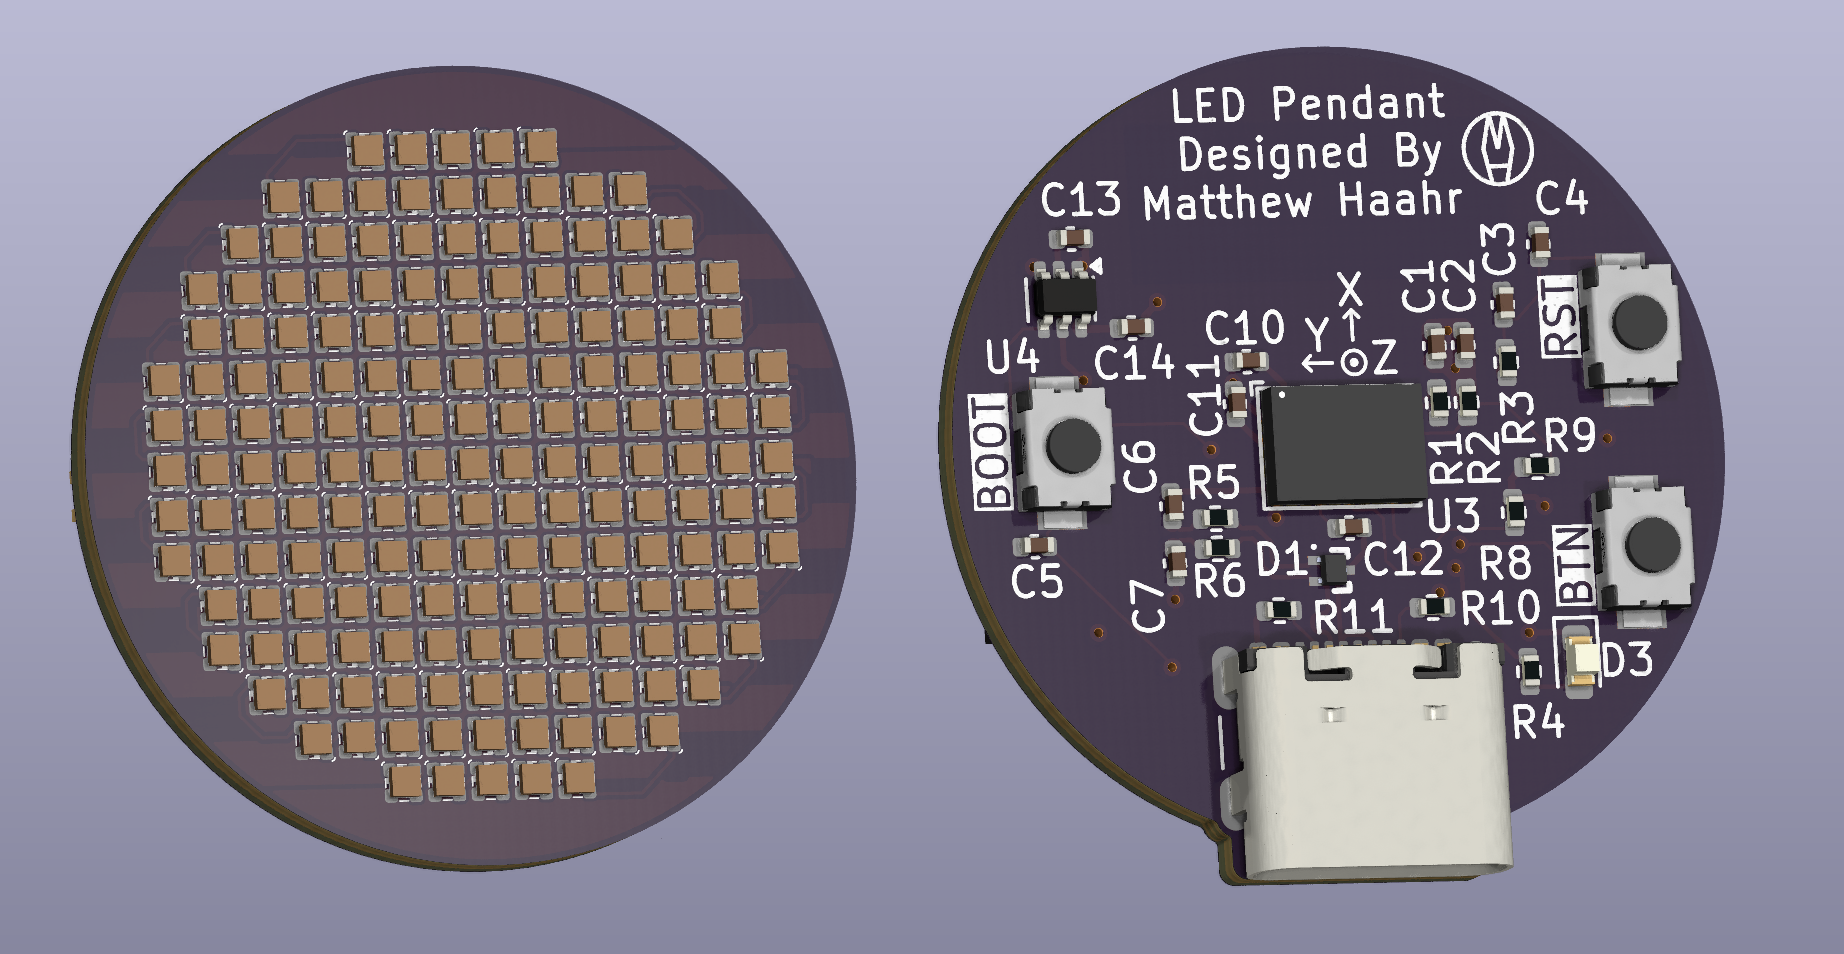 LED Pendant
Designed By
Matthew Haahr
M
C13
C4
C3
C1
C2
X
Y
Z
RST
C10
U4
C14
C11
BOOT
C6
R5
R1
R2
R3
R9
U3
D1
C12
R8
BTN
C5
R6
C7
R11
R10
D3
R4